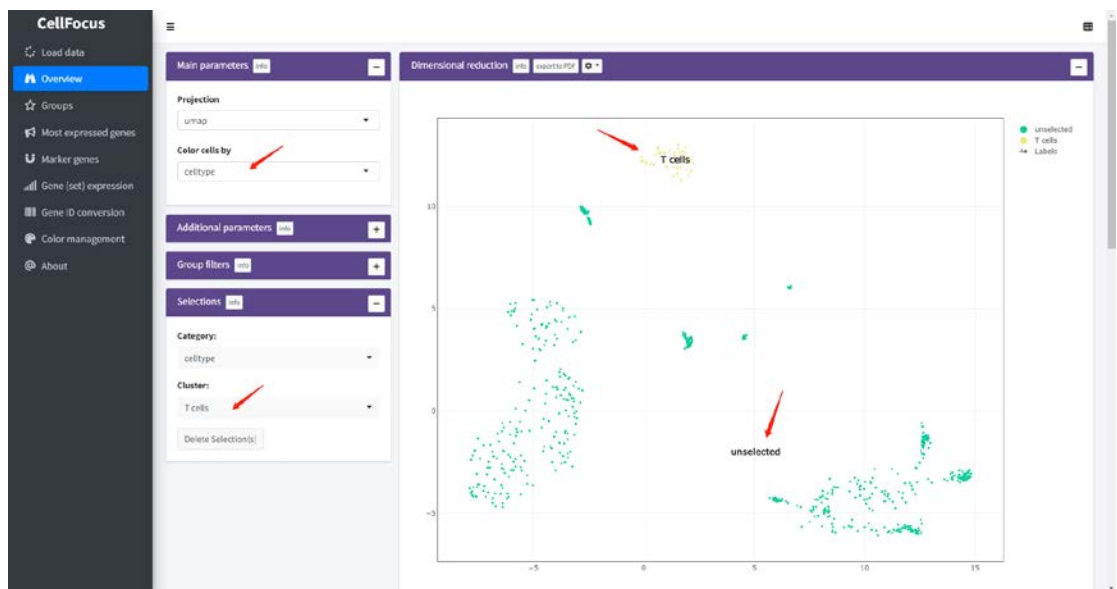 CellFocus
Load data
Overview
Groups
Most expressed genes
Marker genes
Gene (set) expression
Gene ID conversion
Color management
About
Main parameters info
Projection
umap
Color cells by
celltype
Additional parameters info
Group filters info
Selections info
Category:
celltype
Cluster:
T cells
Delete Selection(s)
Dimensional reduction info export to PDF
T cells
unselected
unselected
T cells
Aa Labels
10
5
0
−5
−5
0
5
10
15